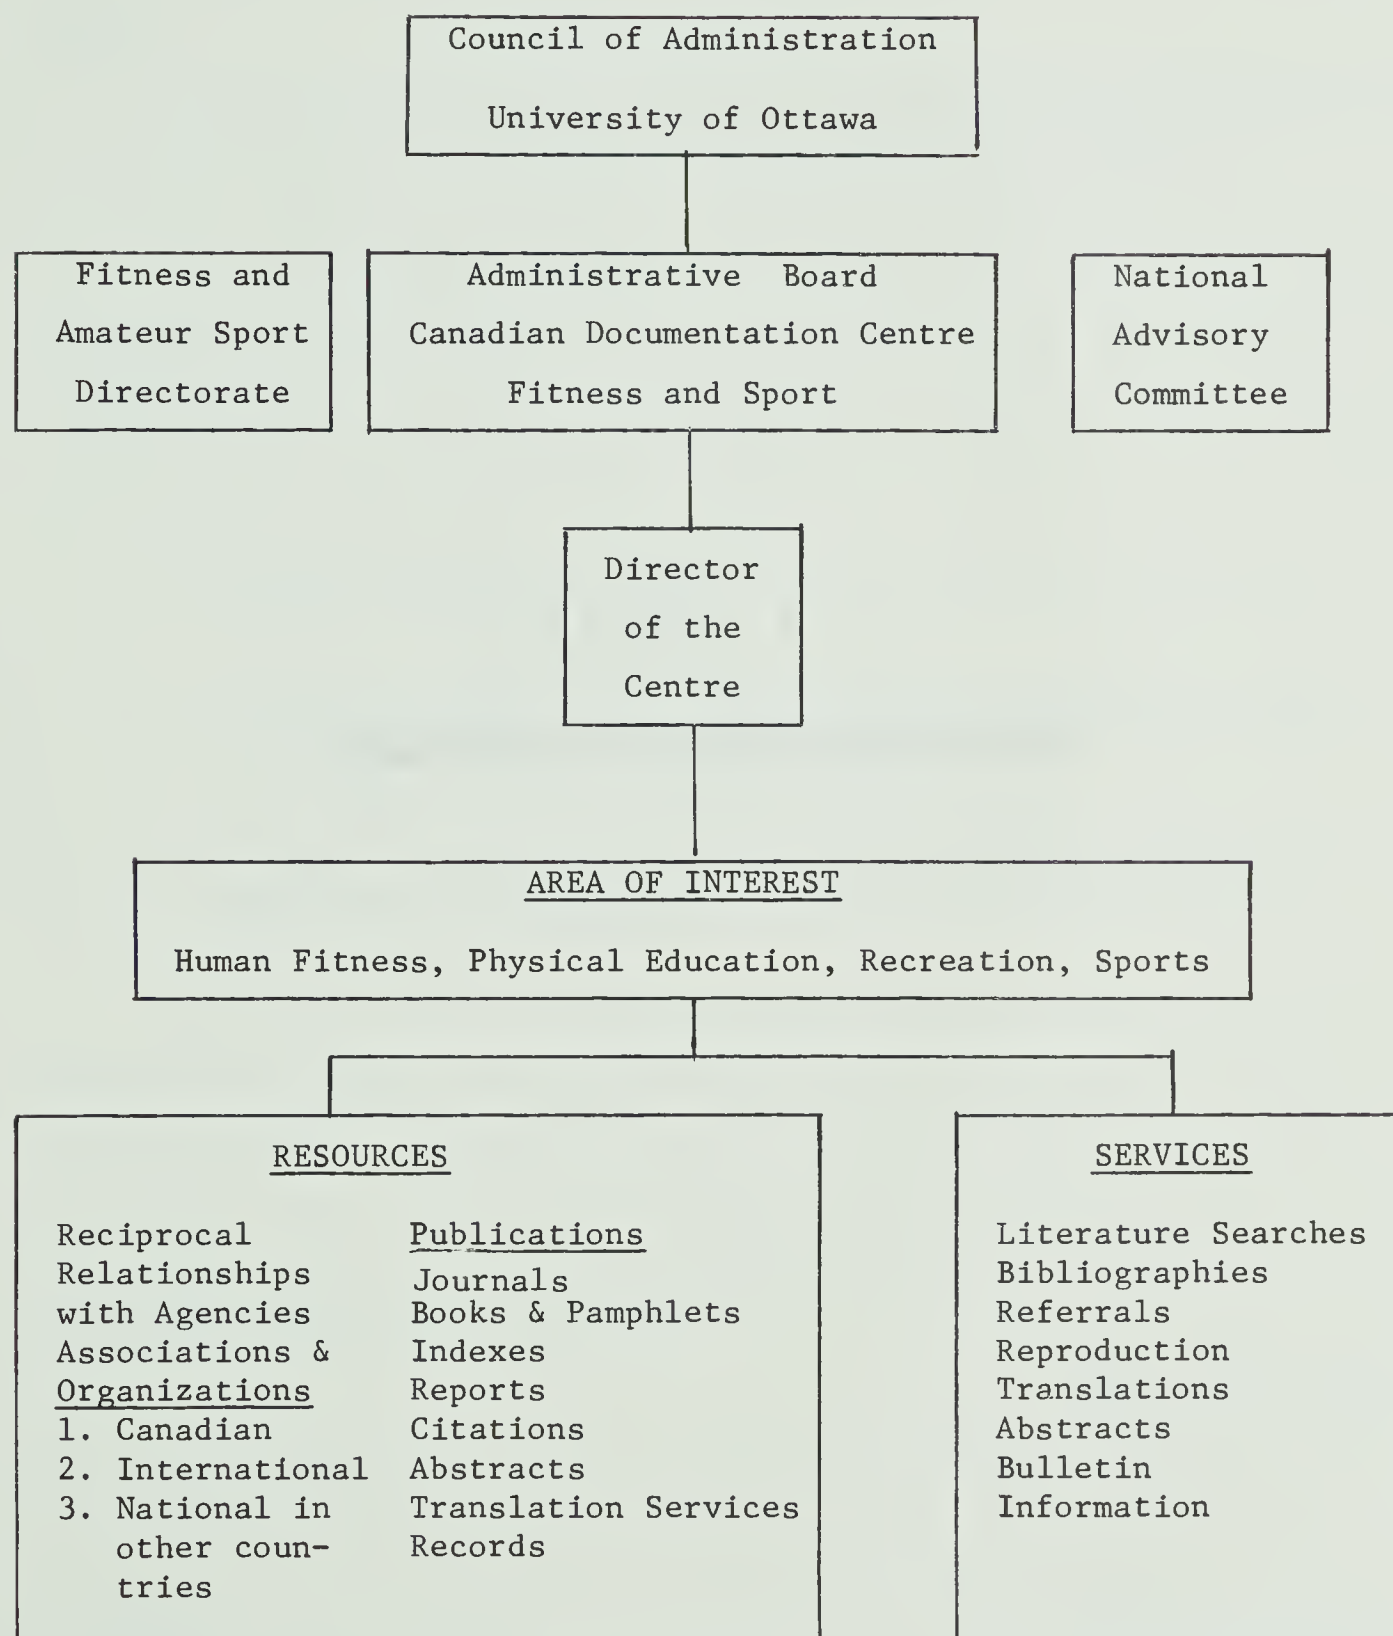 Council of Administration
University of Ottawa
Fitness and
Amateur Sport
Directorate
Administrative Board
Canadian Documentation Centre
Fitness and Sport
National
Advisory
Committee
Director
of the
Centre
AREA OF INTEREST
Human Fitness, Physical Education, Recreation, Sports
RESOURCES
Reciprocal
Relationships
with Agencies
Associations &
Organizations
1. Canadian
2. International
3. National in
other coun-
tries
Publications
Journals
Books & Pamphlets
Indexes
Reports
Citations
Abstracts
Translation Services
Records
SERVICES
Literature Searches
Bibliographies
Referrals
Reproduction
Translations
Abstracts
Bulletin
Information